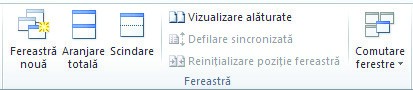 Fereastră
nouă
Aranjare
totală
Scindare
Vizualizare alăturate
Defilare sincronizată
Reinițializare poziție fereastră
Comutare
ferestre
Fereastră